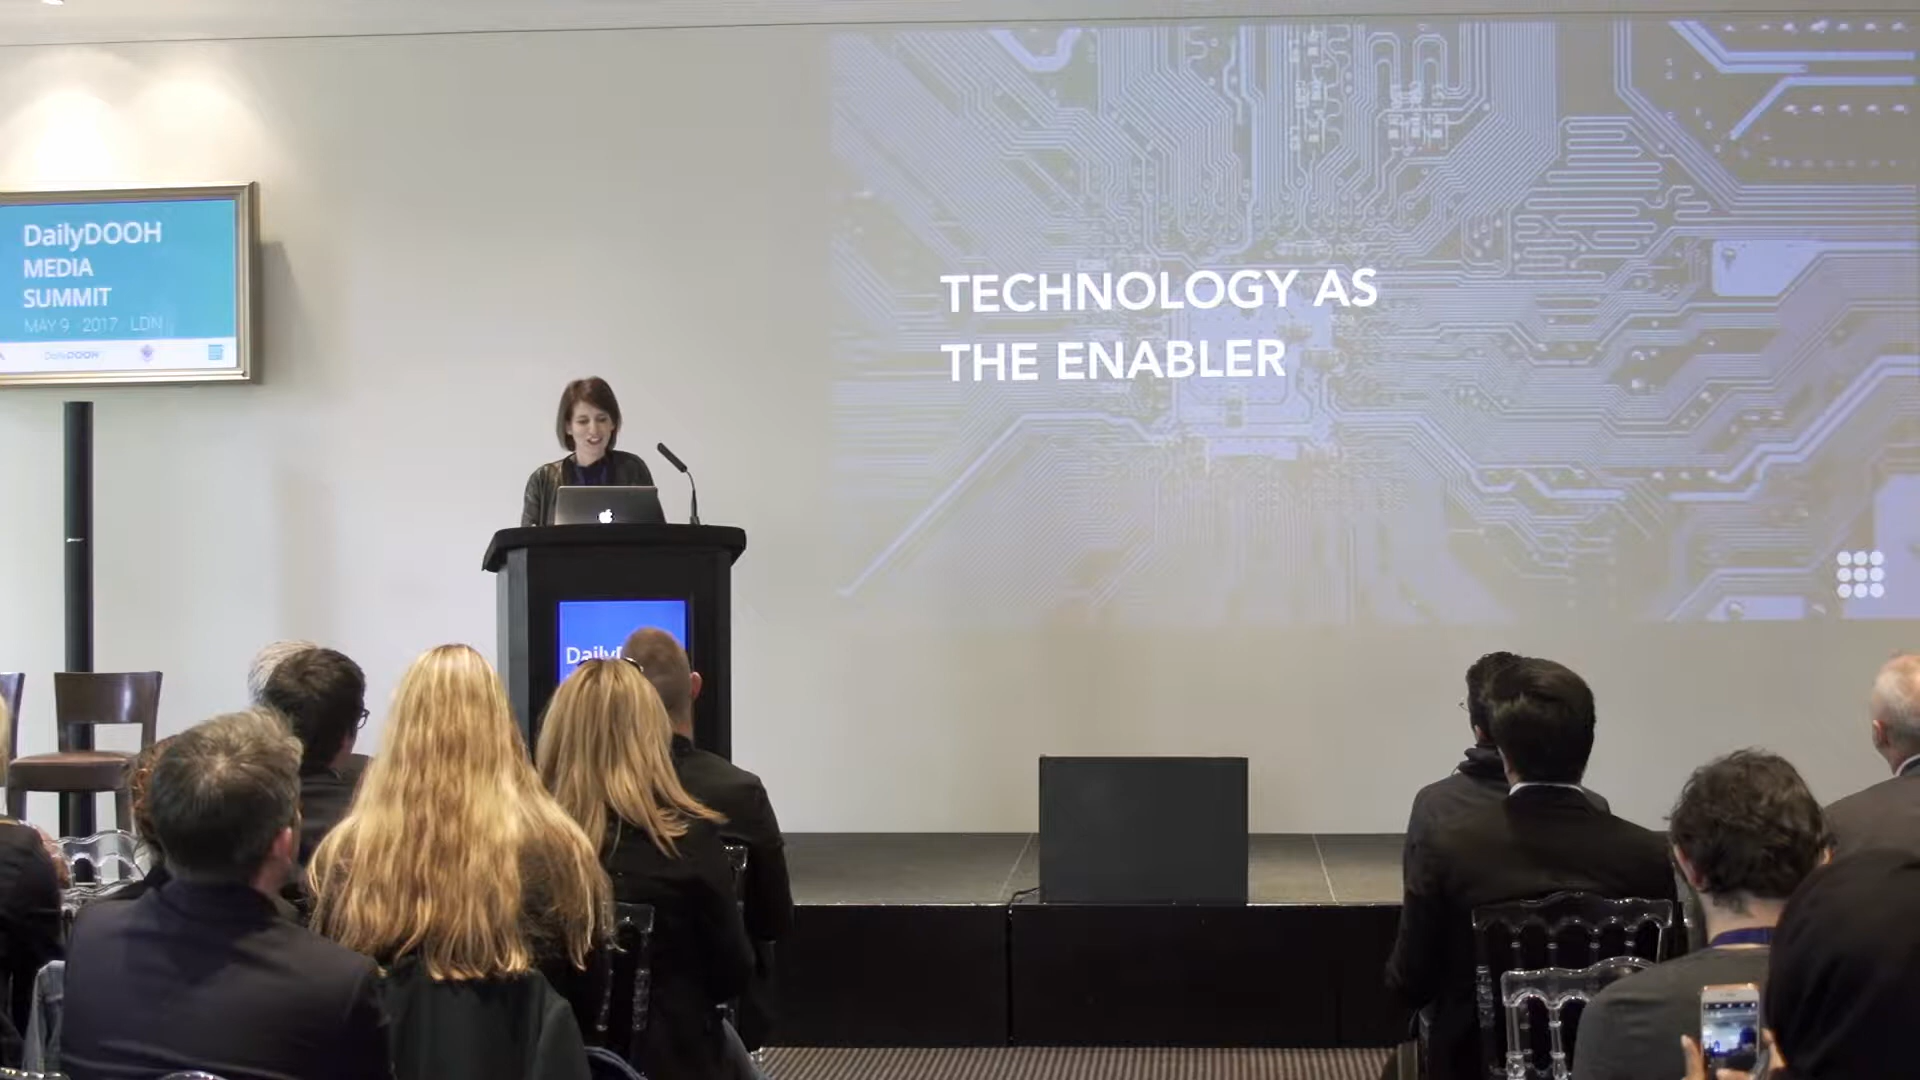 DailyDOOH
MEDIA
SUMMIT
MAY 9 · 2017 · LDN
DailyDOOH
TECHNOLOGY AS
THE ENABLER